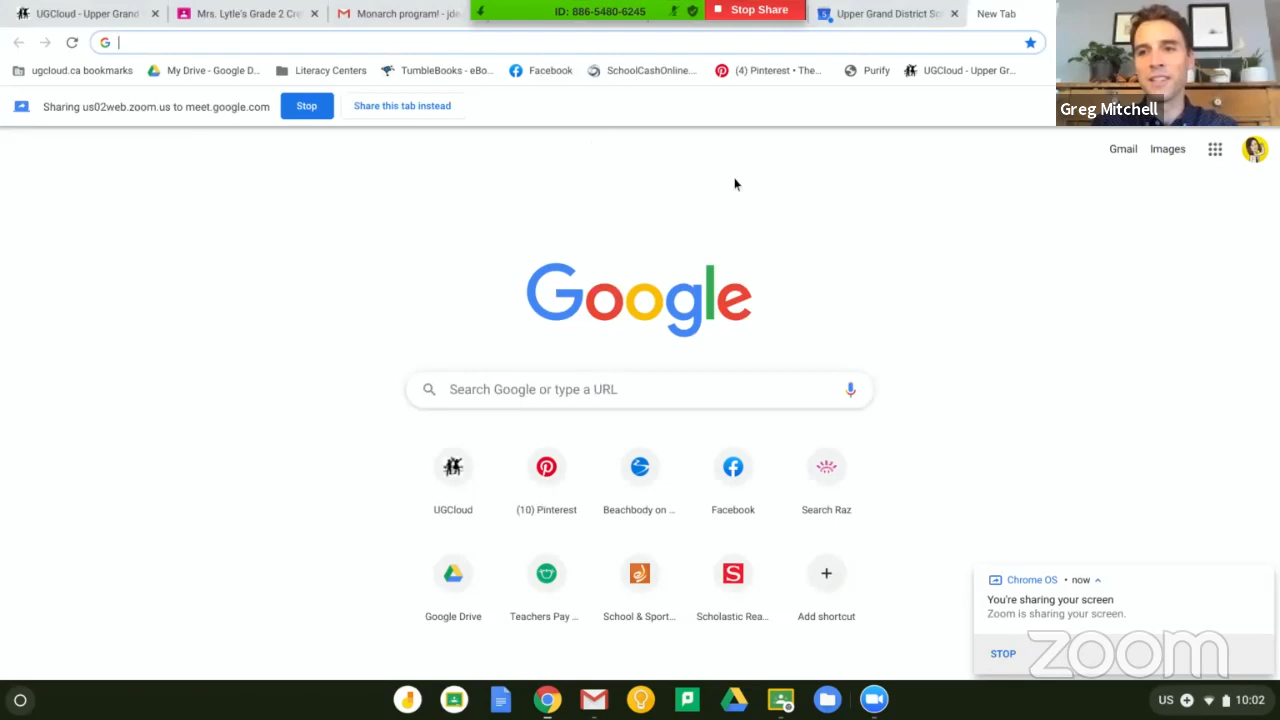 UGCloud - Upper Grand
Mrs. Lytle's Grade 2 Cre
Monarch program! - jde
ID: 886-5480-6245
Stop Share
Upper Grand District Sc
New Tab
ugcloud.ca bookmarks
My Drive - Google D...
Literacy Centers
TumbleBooks - eBo...
Facebook
SchoolCashOnline....
(4) Pinterest • The...
Purify
UGCloud - Upper Gr...
Sharing us02web.zoom.us to meet.google.com
Stop
Share this tab instead
Greg Mitchell
Gmail
Images
Google
Search Google or type a URL
UGCloud
(10) Pinterest
Beachbody on ...
Facebook
Search Raz
Google Drive
Teachers Pay ...
School & Sport...
Scholastic Rea...
Add shortcut
Chrome OS • now
You're sharing your screen
Zoom is sharing your screen.
STOP
zoom
US
10:02